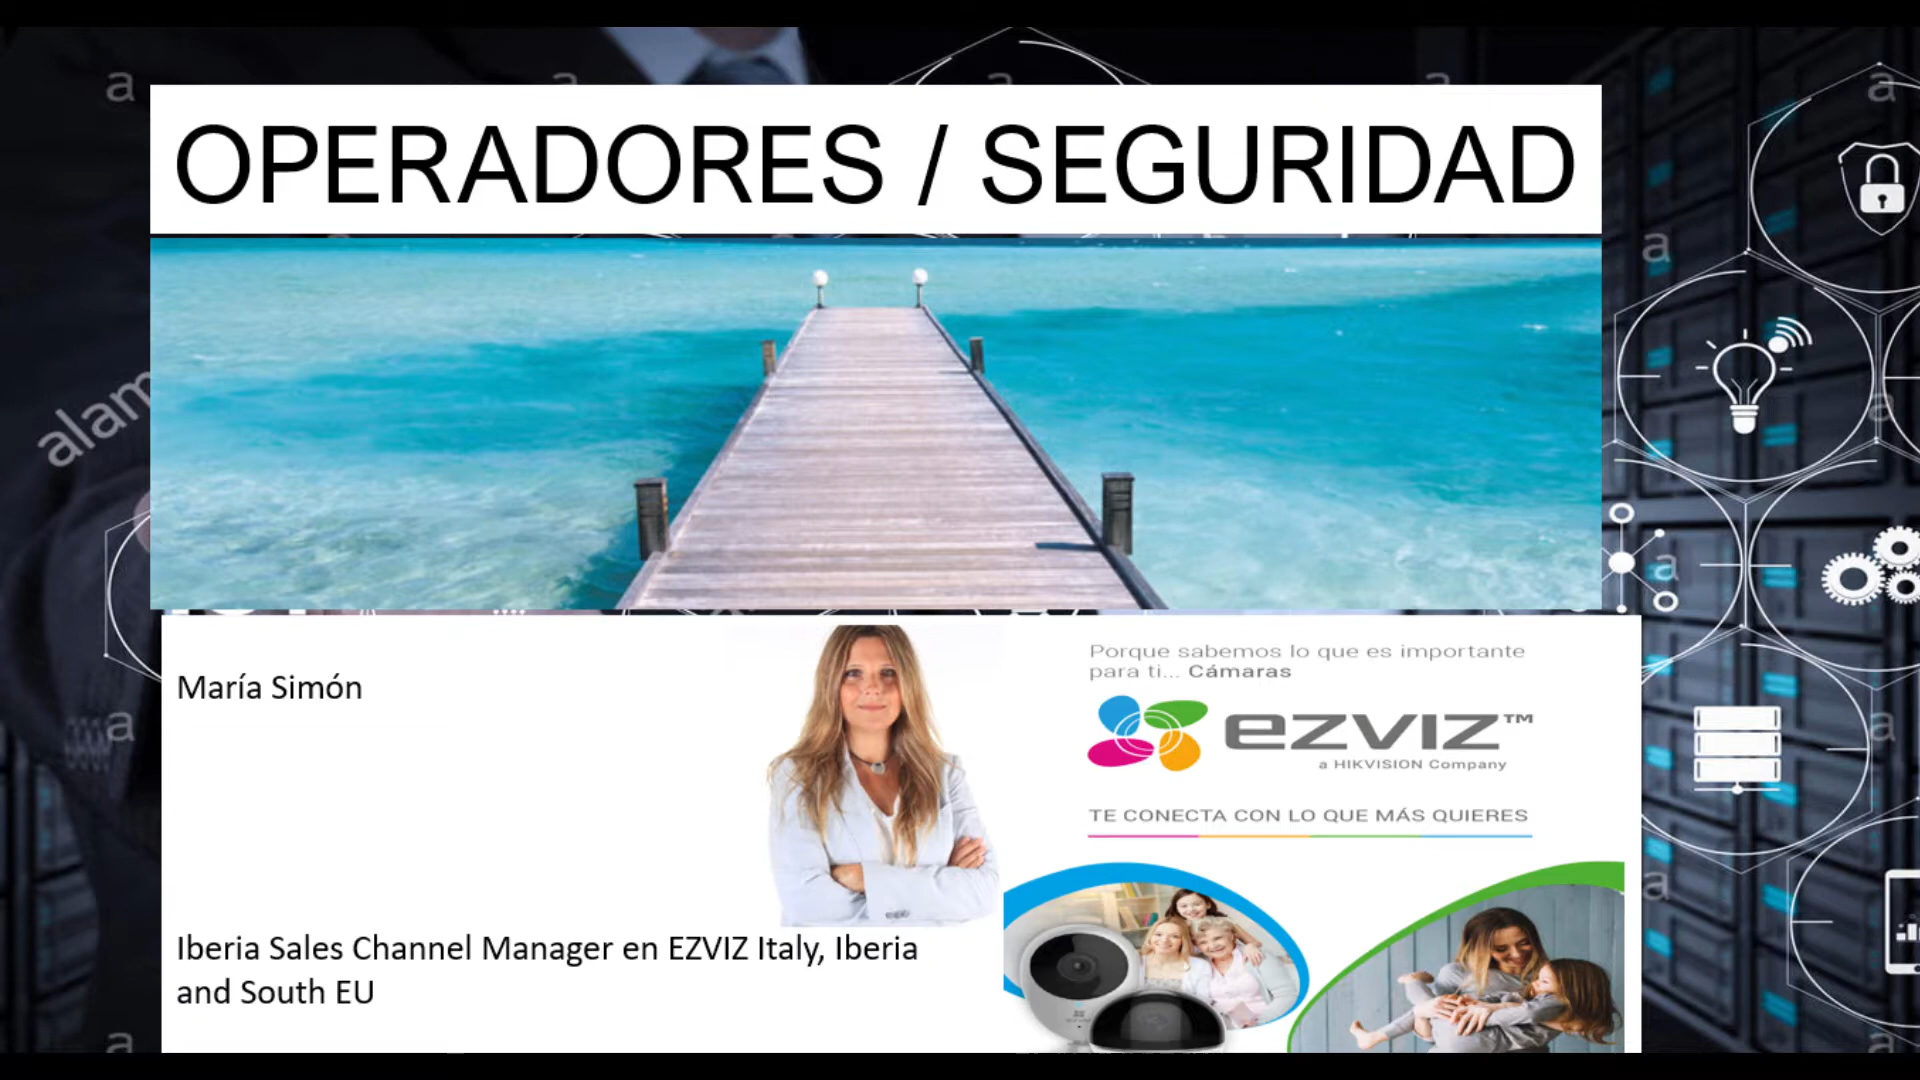 OPERADORES / SEGURIDAD
alam
a
a
a
a
a
a
a
a
a
a
a
a
María Simón
Iberia Sales Channel Manager en EZVIZ Italy, Iberia
and South EU
Porque sabemos lo que es importante
para ti... Cámaras
ezviz™
a HIKVISION Company
TE CONECTA CON LO QUE MÁS QUIERES